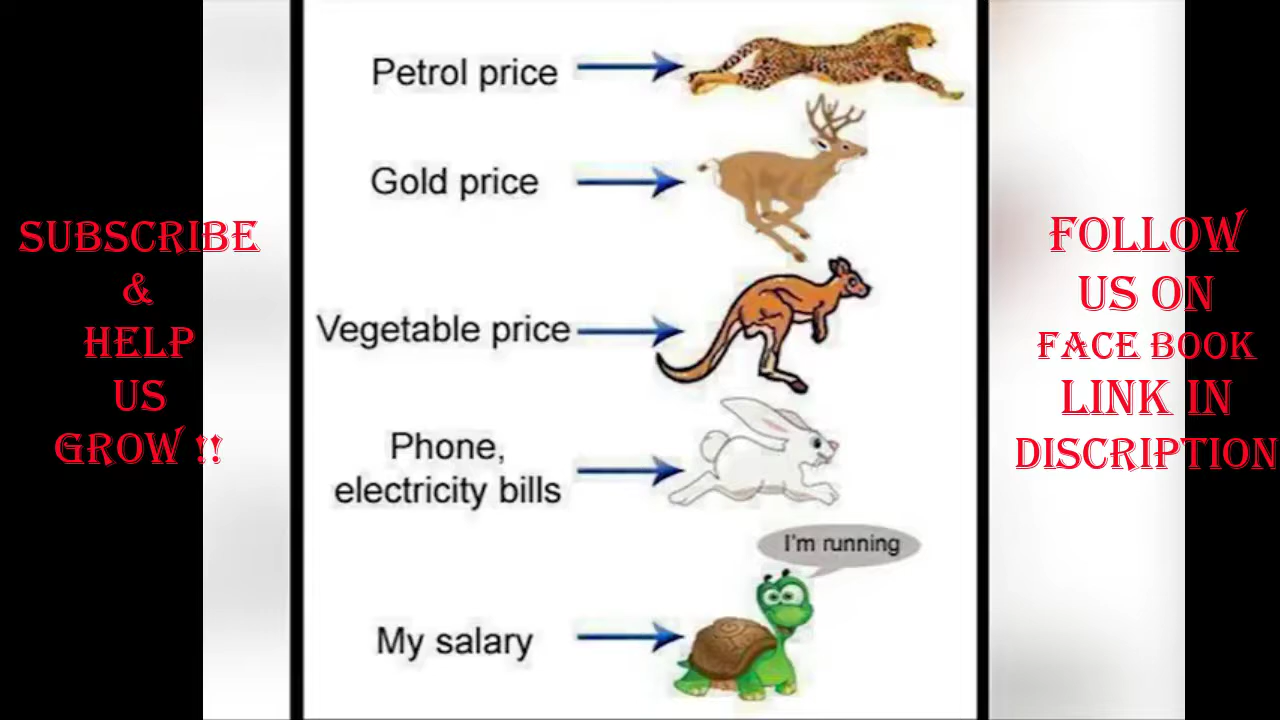 SUBSCRIBE
&
HELP
US
GROW !!
Petrol price
Gold price
Vegetable price
Phone,
electricity bills
I'm running
My salary
FOLLOW
US ON
FACE BOOK
LINK IN
DISCRIPTION